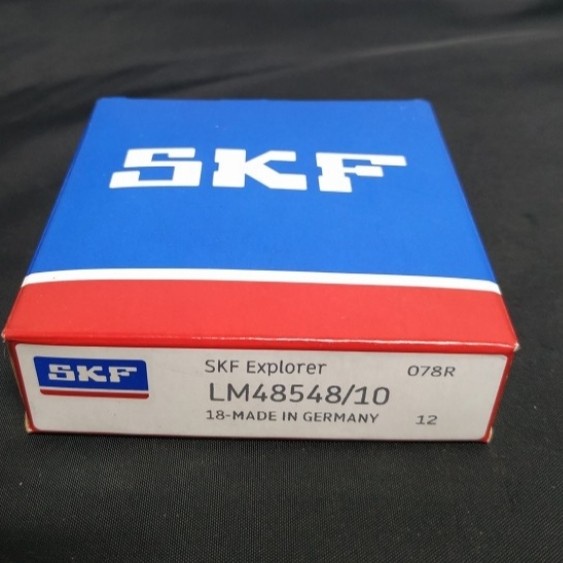 SKF
SKF
SKF Explorer 078R
LM48548/10
18-MADE IN GERMANY 12